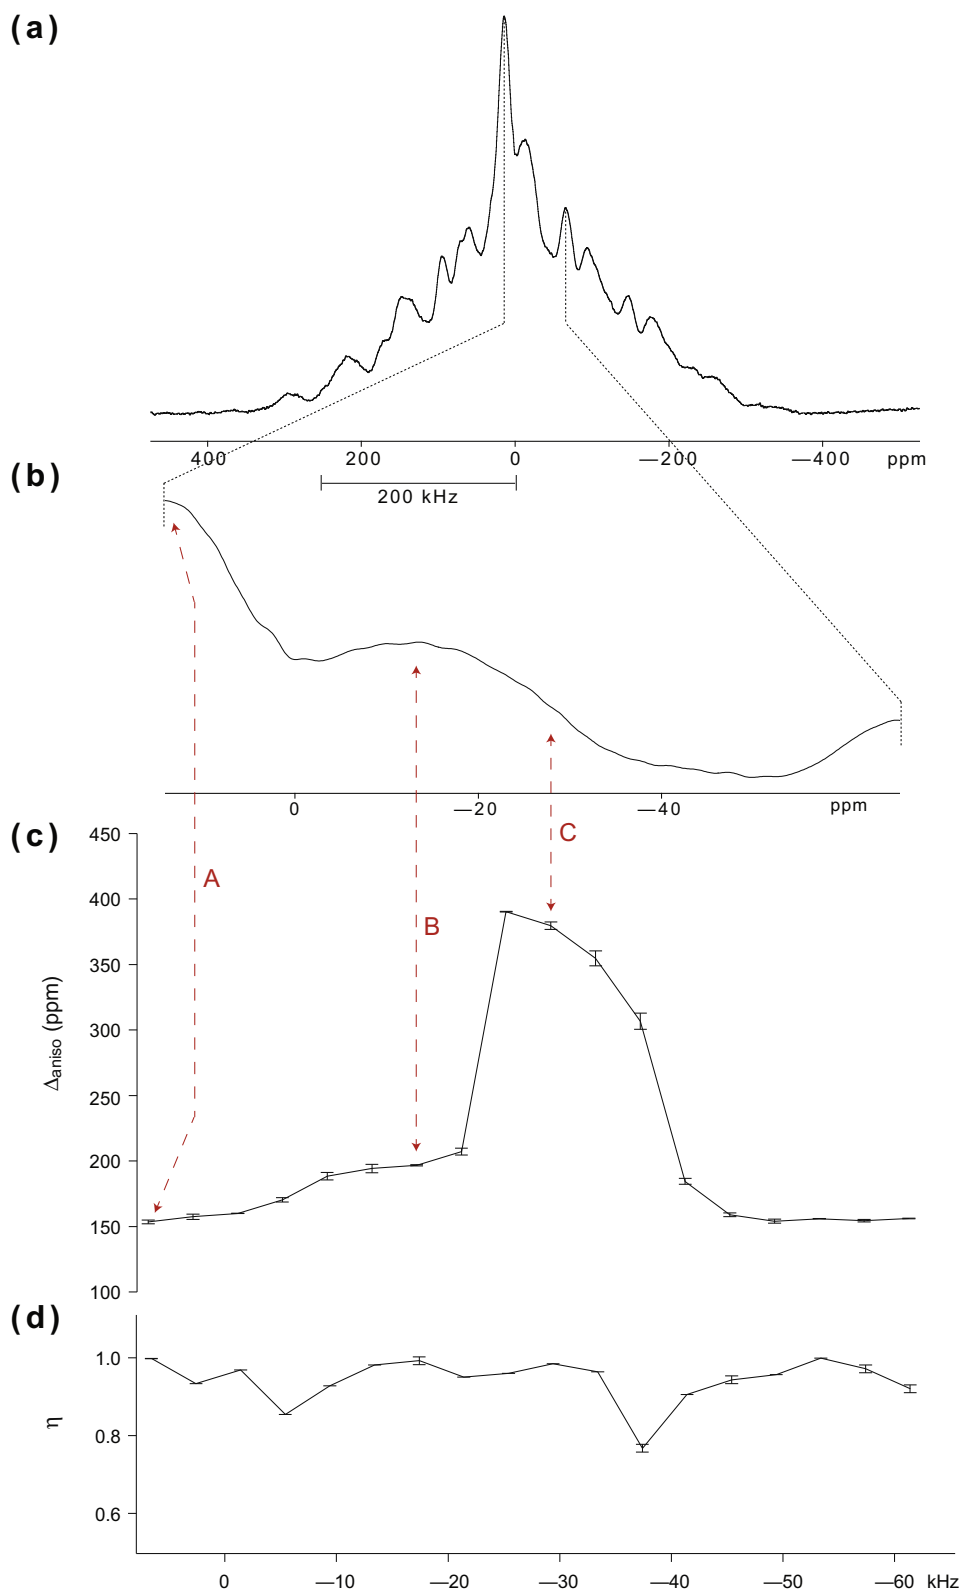 (a)
400 200 0 —200 —400 ppm
(b)
200 kHz
0 —20 —40 ppm
(c)
450
400
350
300
250
200
150
100
Δaniso (ppm)
A
B
C
(d)
1.0
0.8
0.6
η
0 —10 —20 —30 —40 —50 —60 kHz